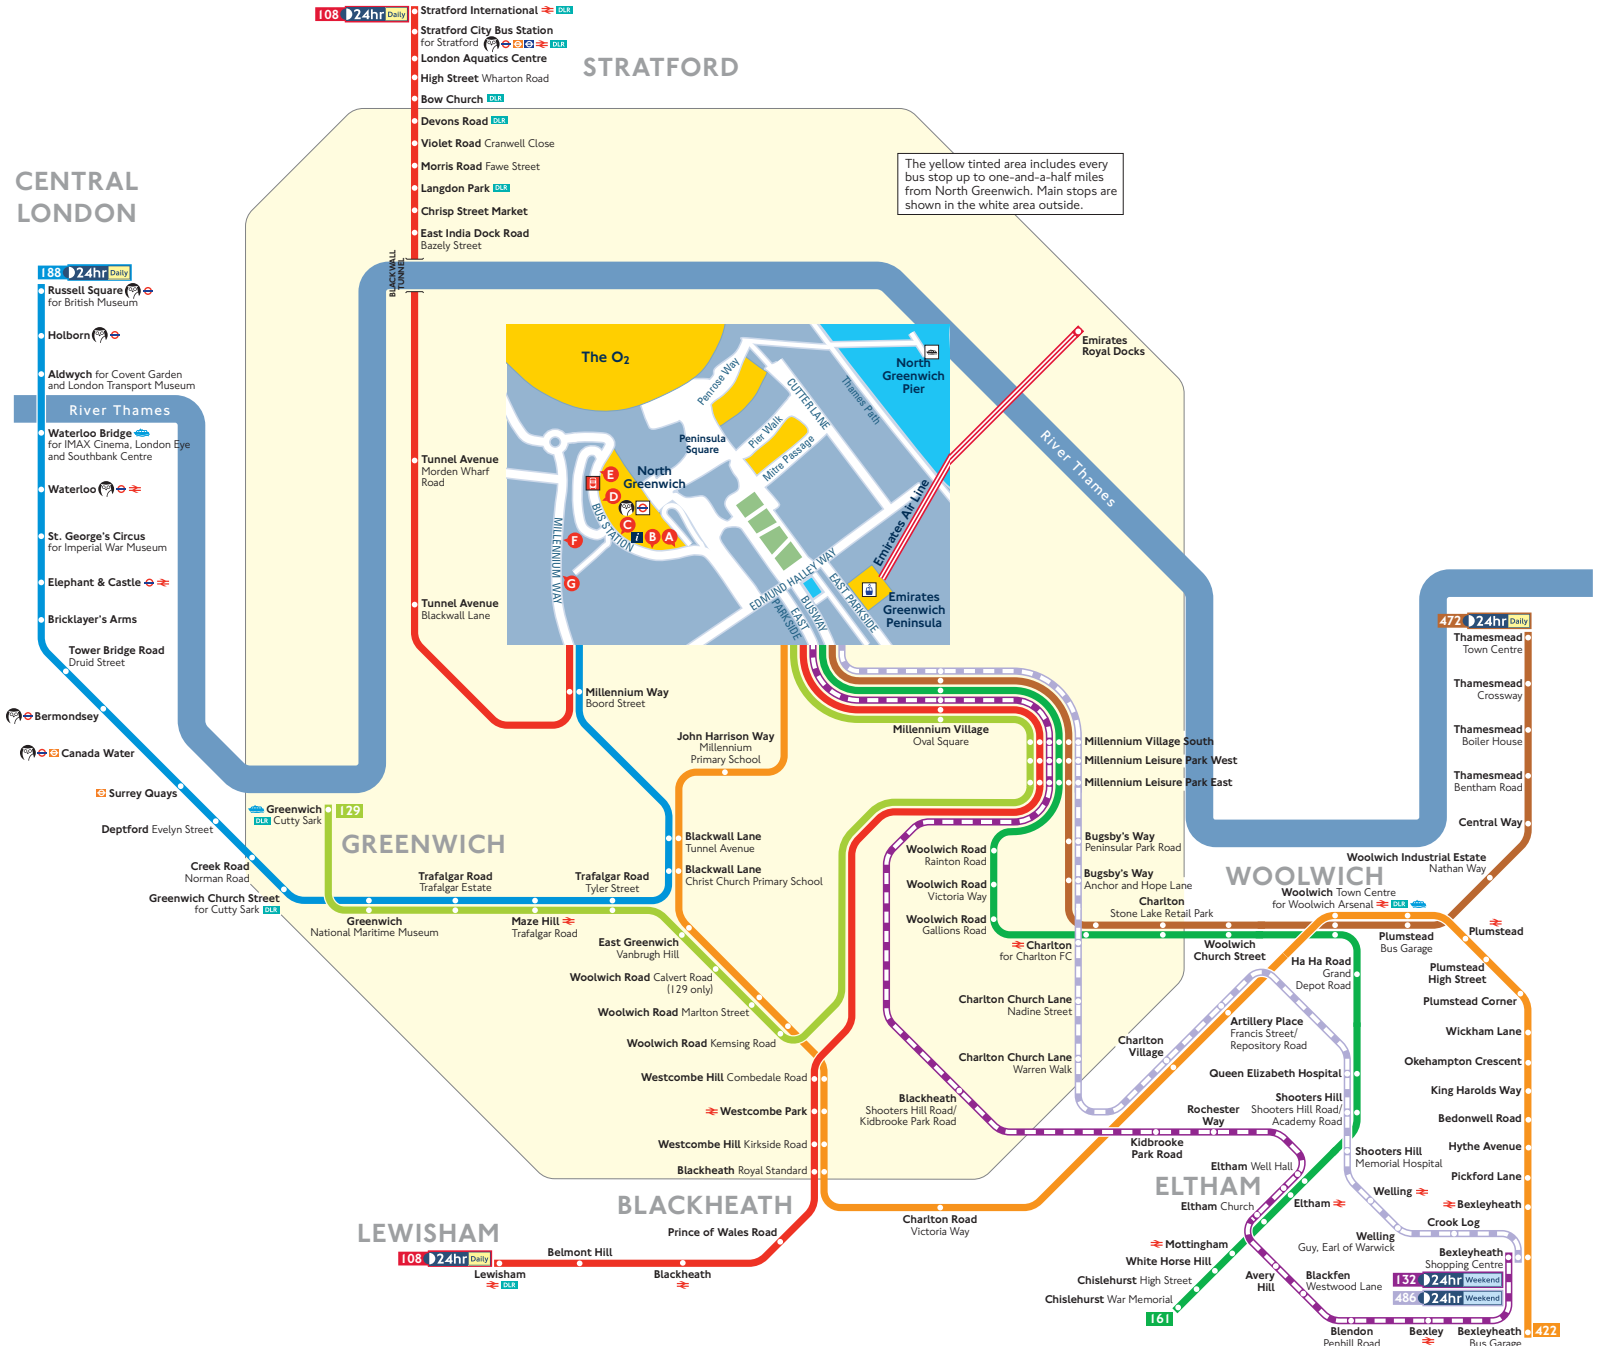 108 24hr Daily
Stratford International DLR
Stratford City Bus Station
for Stratford DLR
London Aquatics Centre
High Street Wharton Road
Bow Church DLR
Devons Road DLR
Violet Road Cranwell Close
Morris Road Fawe Street
Langdon Park DLR
Chrisp Street Market
East India Dock Road
Bazely Street
BLACKWALL
TUNNEL
STRATFORD
The yellow tinted area includes every
bus stop up to one-and-a-half miles
from North Greenwich. Main stops are
shown in the white area outside.
CENTRAL
LONDON
188 24hr Daily
Russell Square
for British Museum
Holborn
Aldwych for Covent Garden
and London Transport Museum
River Thames
Waterloo Bridge
for IMAX Cinema, London Eye
and Southbank Centre
Waterloo
St. George's Circus
for Imperial War Museum
Elephant & Castle
Bricklayer's Arms
Tower Bridge Road
Druid Street
Bermondsey
Canada Water
Surrey Quays
Deptford Evelyn Street
Creek Road
Norman Road
Greenwich Church Street
for Cutty Sark DLR
Tunnel Avenue
Morden Wharf
Road
Tunnel Avenue
Blackwall Lane
The O2
Penrose Way
CUTTER LANE
Thames Path
North
Greenwich
Pier
Peninsula
Square
Pier Walk
Mitre Passage
North
Greenwich
E
D
C
B
A
F
G
i
BUS STATION
MILLENNIUM WAY
EDMUND HALLEY WAY
EAST
PARKSIDE
BUSWAY
EAST PARKSIDE
Emirates Air Line
Emirates
Greenwich
Peninsula
Emirates
Royal Docks
River Thames
Millennium Way
Boord Street
John Harrison Way
Millennium
Primary School
Millennium Village
Oval Square
Millennium Village South
Millennium Leisure Park West
Millennium Leisure Park East
Greenwich
DLR Cutty Sark
129
GREENWICH
Trafalgar Road
Trafalgar Estate
Trafalgar Road
Tyler Street
Blackwall Lane
Tunnel Avenue
Blackwall Lane
Christ Church Primary School
Greenwich
National Maritime Museum
Maze Hill
Trafalgar Road
East Greenwich
Vanbrugh Hill
Woolwich Road Calvert Road
(129 only)
Woolwich Road Marlton Street
Woolwich Road Kemsing Road
Westcombe Hill Combedale Road
Westcombe Park
Westcombe Hill Kirkside Road
Blackheath Royal Standard
BLACKHEATH
Prince of Wales Road
LEWISHAM
108 24hr Daily
Lewisham
DLR
Belmont Hill
Blackheath
Woolwich Road
Rainton Road
Woolwich Road
Victoria Way
Woolwich Road
Gallions Road
Charlton
for Charlton FC
Bugsby's Way
Peninsular Park Road
Bugsby's Way
Anchor and Hope Lane
Charlton
Stone Lake Retail Park
Charlton Church Lane
Nadine Street
Charlton Church Lane
Warren Walk
Charlton
Village
Blackheath
Shooters Hill Road/
Kidbrooke Park Road
Charlton Road
Victoria Way
Woolwich
Church Street
WOOLWICH
Woolwich Town Centre
for Woolwich Arsenal DLR
Artillery Place
Francis Street/
Repository Road
Ha Ha Road
Grand
Depot Road
Queen Elizabeth Hospital
Shooters Hill
Shooters Hill Road/
Academy Road
Rochester
Way
Kidbrooke
Park Road
Shooters Hill
Memorial Hospital
Eltham Well Hall
ELTHAM
Eltham Church
Eltham
Mottingham
White Horse Hill
Chislehurst High Street
Chislehurst War Memorial
161
Avery
Hill
Blackfen
Westwood Lane
Blendon
Penhill Road
Bexley
Bexleyheath
Bus Garage
422
Welling
Welling
Guy, Earl of Warwick
Crook Log
Bexleyheath
Shopping Centre
132 24hr Weekend
486 24hr Weekend
472 24hr Daily
Thamesmead
Town Centre
Thamesmead
Crossway
Thamesmead
Boiler House
Thamesmead
Bentham Road
Central Way
Woolwich Industrial Estate
Nathan Way
Plumstead
Bus Garage
Plumstead
Plumstead
High Street
Plumstead Corner
Wickham Lane
Okehampton Crescent
King Harolds Way
Bedonwell Road
Hythe Avenue
Pickford Lane
Bexleyheath